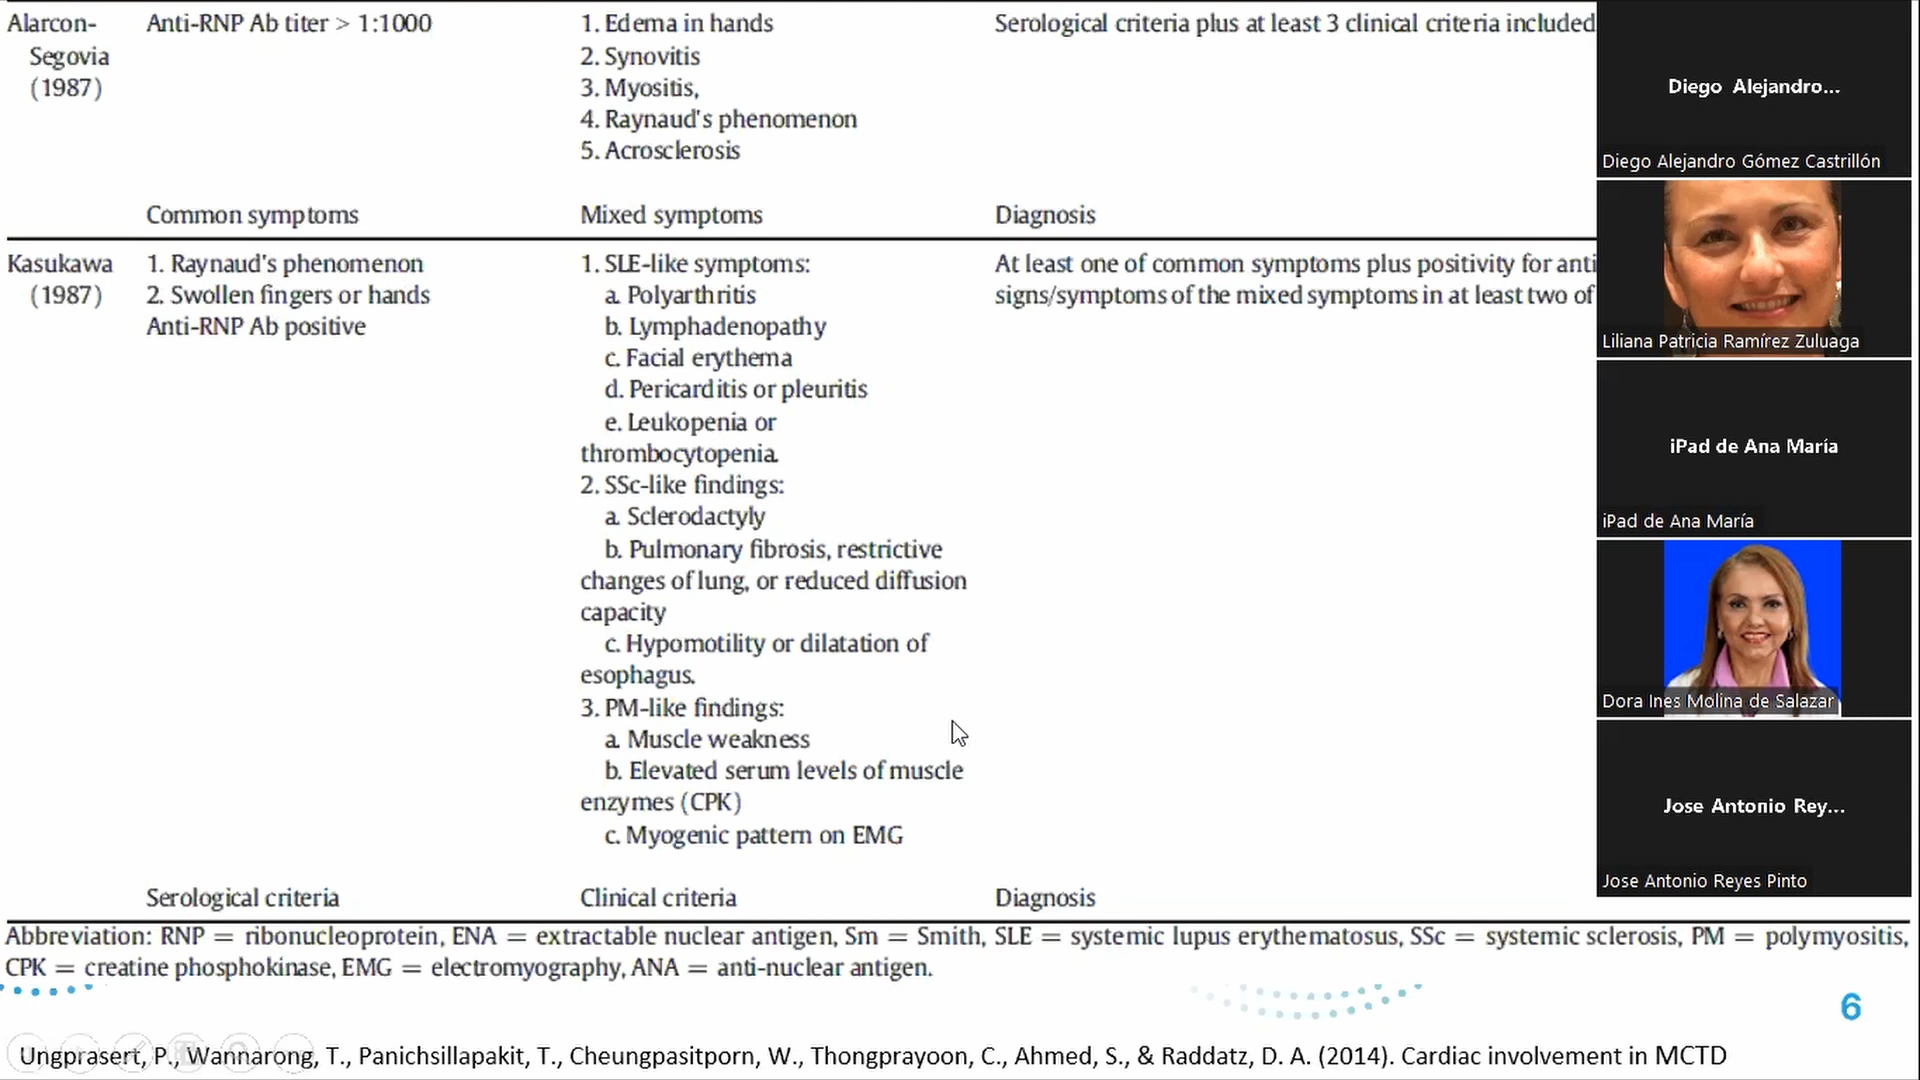 Alarcon- Anti-RNP Ab titer > 1:1000 1. Edema in hands Serological criteria plus at least 3 clinical criteria included
Segovia 2. Synovitis
(1987) 3. Myositis,
4. Raynaud's phenomenon
5. Acrosclerosis
Common symptoms Mixed symptoms Diagnosis
Kasukawa 1. Raynaud's phenomenon 1. SLE-like symptoms: At least one of common symptoms plus positivity for anti
(1987) 2. Swollen fingers or hands a. Polyarthritis signs/symptoms of the mixed symptoms in at least two of
Anti-RNP Ab positive b. Lymphadenopathy
c. Facial erythema
d. Pericarditis or pleuritis
e. Leukopenia or
thrombocytopenia.
2. SSc-like findings:
a. Sclerodactyly
b. Pulmonary fibrosis, restrictive
changes of lung, or reduced diffusion
capacity
c. Hypomotility or dilatation of
esophagus.
3. PM-like findings:
a. Muscle weakness
b. Elevated serum levels of muscle
enzymes (CPK)
c. Myogenic pattern on EMG
Serological criteria Clinical criteria Diagnosis
Abbreviation: RNP = ribonucleoprotein, ENA = extractable nuclear antigen, Sm = Smith, SLE = systemic lupus erythematosus, SSc = systemic sclerosis, PM = polymyositis,
CPK = creatine phosphokinase, EMG = electromyography, ANA = anti-nuclear antigen.
6
Ungprasert, P., Wannarong, T., Panichsillapakit, T., Cheungpasitporn, W., Thongprayoon, C., Ahmed, S., & Raddatz, D. A. (2014). Cardiac involvement in MCTD
Diego Alejandro...
Diego Alejandro Gómez Castrillón
Liliana Patricia Ramírez Zuluaga
iPad de Ana María
iPad de Ana María
Dora Ines Molina de Salazar
Jose Antonio Rey...
Jose Antonio Reyes Pinto